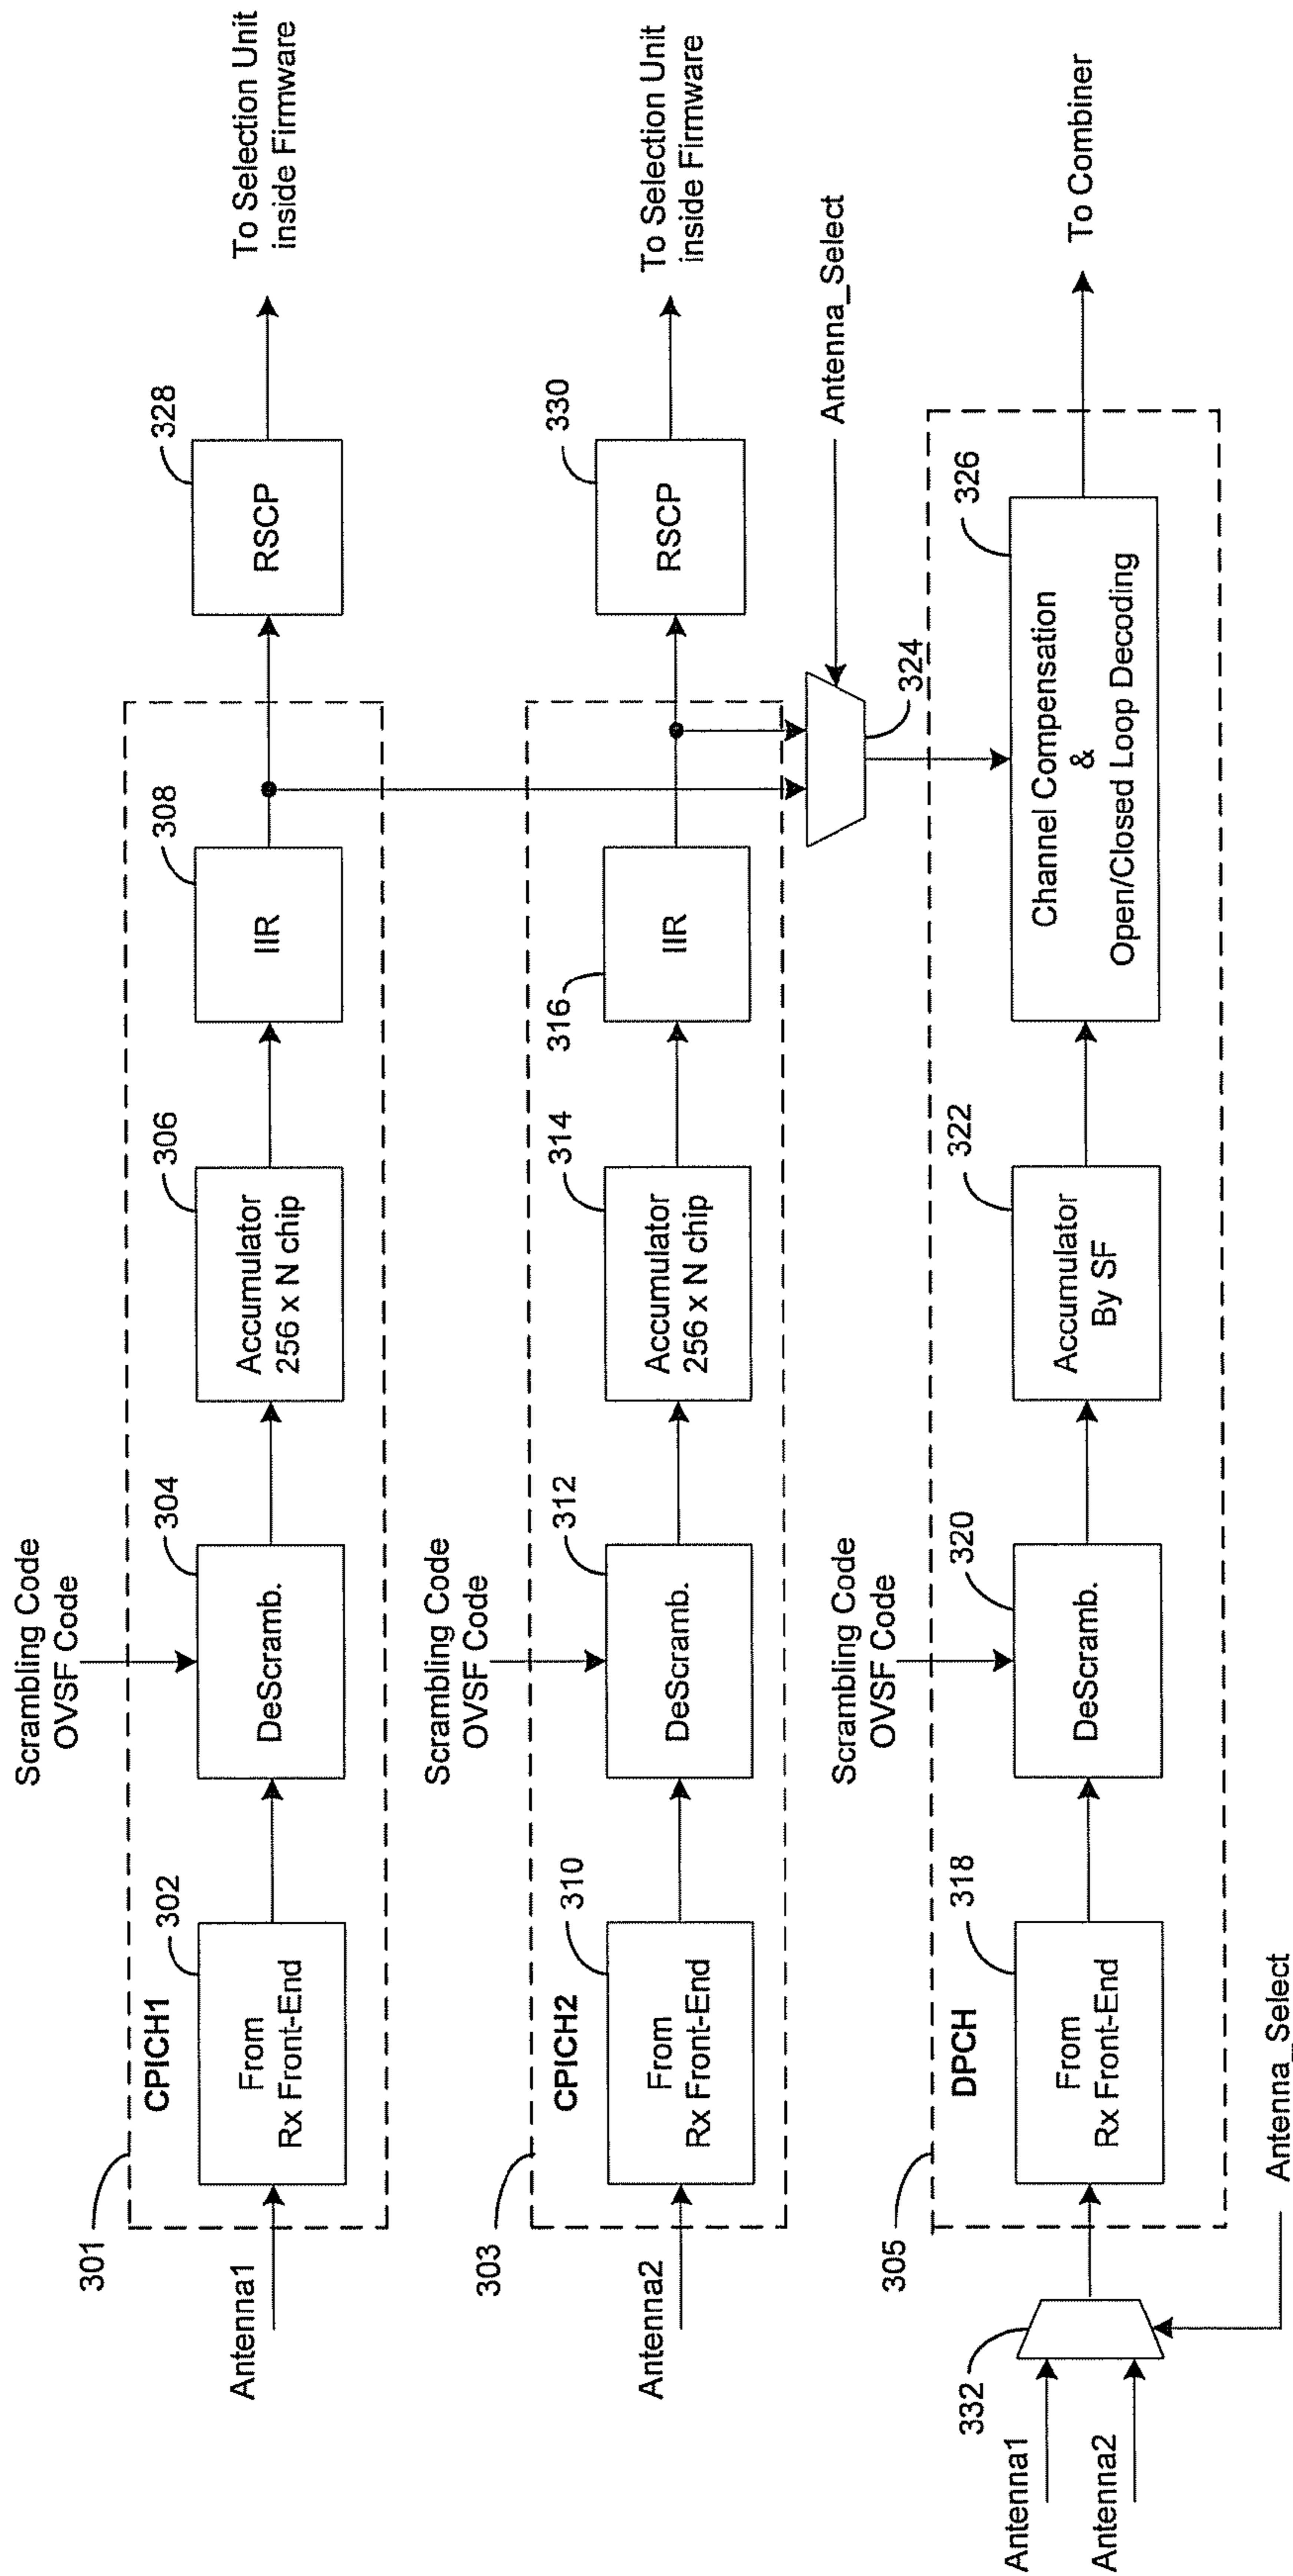 Scrambling Code
OVSF Code
301
CPICH1
Antenna1
From
Rx Front-End
302
DeScramb.
304
Accumulator
256 x N chip
306
IIR
308
RSCP
328
To Selection Unit
inside Firmware
Scrambling Code
OVSF Code
303
CPICH2
Antenna2
From
Rx Front-End
310
DeScramb.
312
Accumulator
256 x N chip
314
IIR
316
RSCP
330
To Selection Unit
inside Firmware
Antenna_Select
324
Scrambling Code
OVSF Code
305
DPCH
Antenna1
Antenna2
332
Antenna_Select
From
Rx Front-End
318
DeScramb.
320
Accumulator
By SF
322
Channel Compensation
&
Open/Closed Loop Decoding
326
To Combiner